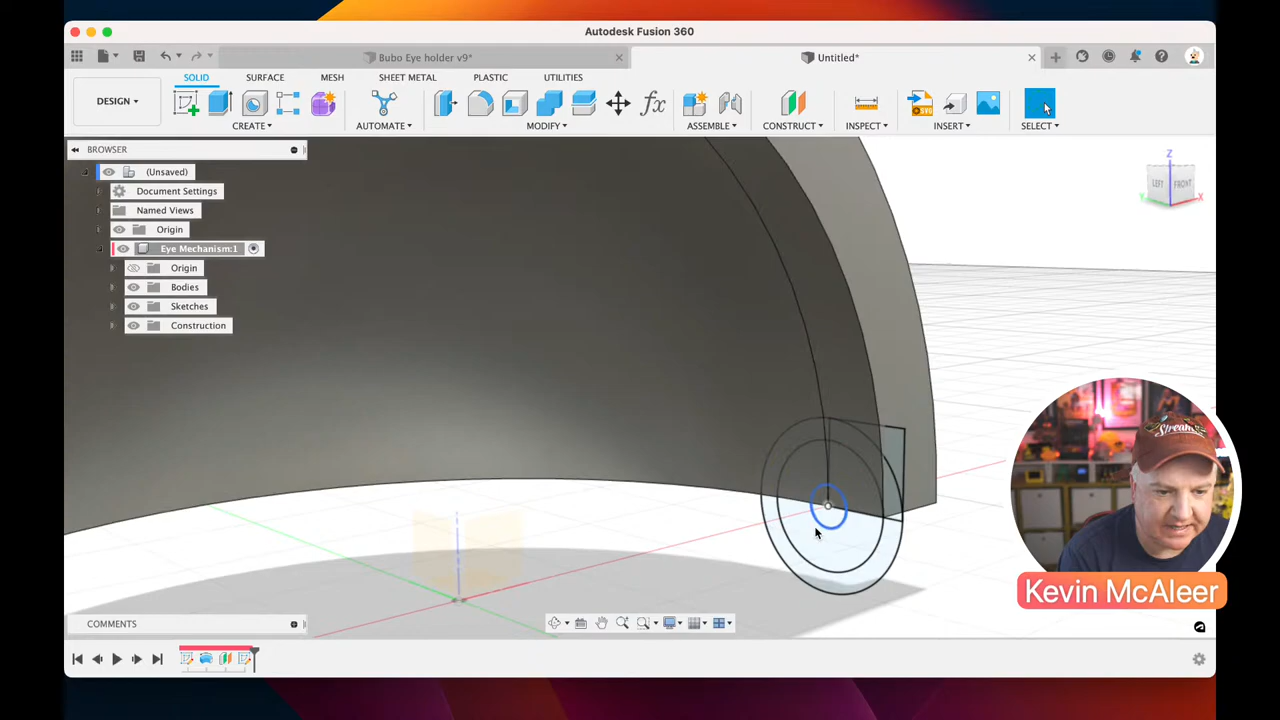 Autodesk Fusion 360
Bubo Eye holder v9*
Untitled*
DESIGN
SOLID
SURFACE
MESH
SHEET METAL
PLASTIC
UTILITIES
CREATE
AUTOMATE
MODIFY
ASSEMBLE
CONSTRUCT
INSPECT
INSERT
SELECT
fx
BROWSER
(Unsaved)
Document Settings
Named Views
Origin
Eye Mechanism:1
Origin
Bodies
Sketches
Construction
Z
LEFT
FRONT
Y
X
Streams
Kevin McAleer
COMMENTS